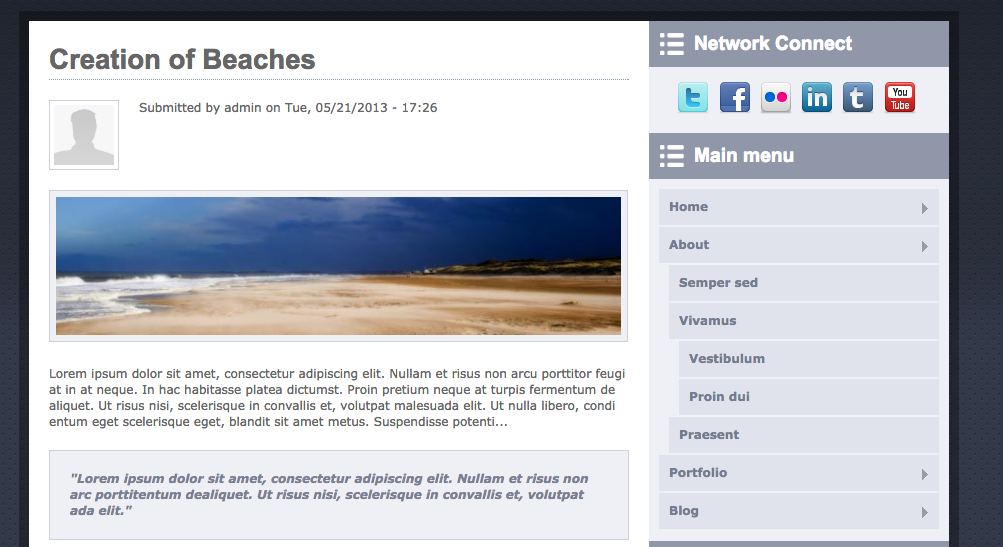 Creation of Beaches
Submitted by admin on Tue, 05/21/2013 - 17:26
Lorem ipsum dolor sit amet, consectetur adipiscing elit. Nullam et risus non arcu porttitor feugi
at in at neque. In hac habitasse platea dictumst. Proin pretium neque at turpis fermentum de
aliquet. Ut risus nisi, scelerisque in convallis et, volutpat malesuada elit. Ut nulla libero, condi
entum eget scelerisque eget, blandit sit amet metus. Suspendisse potenti...
"Lorem ipsum dolor sit amet, consectetur adipiscing elit. Nullam et risus non
arc porttitentum dealiquet. Ut risus nisi, scelerisque in convallis et, volutpat
ada elit."
Network Connect
t f in t You
Tube
Main menu
Home
About
Semper sed
Vivamus
Vestibulum
Proin dui
Praesent
Portfolio
Blog